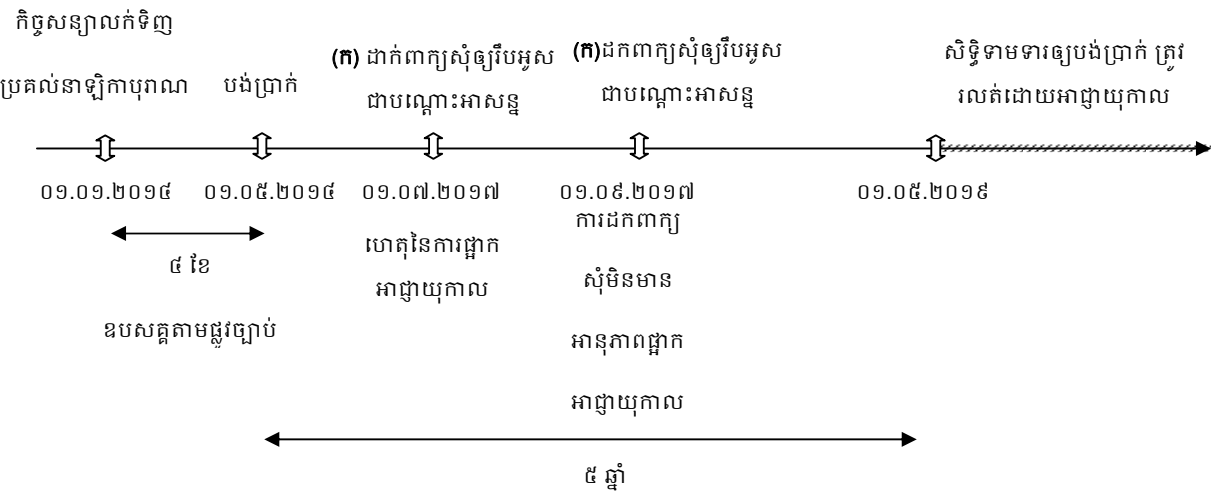 កិច្ចសន្យាលក់ទិញ
ប្រគល់នាឡិកាបុរាណ
បង់ប្រាក់
(ក) ដាក់ពាក្យសុំឲ្យរឹបអូស
ជាបណ្តោះអាសន្ន
(ក)ដកពាក្យសុំឲ្យរឹបអូស
ជាបណ្តោះអាសន្ន
សិទ្ធិទាមទារឲ្យបង់ប្រាក់ ត្រូវ
រលត់ដោយអាជ្ញាយុកាល
០១.០១.២០១៤
០១.០៥.២០១៤
០១.០៧.២០១៧
០១.០៩.២០១៧
០១.០៥.២០១៩
៤ ខែ
ឧបសគ្គតាមផ្លូវច្បាប់
ហេតុនៃការផ្អាក
អាជ្ញាយុកាល
ការដកពាក្យ
សុំមិនមាន
អានុភាពផ្អាក
អាជ្ញាយុកាល
៥ ឆ្នាំ